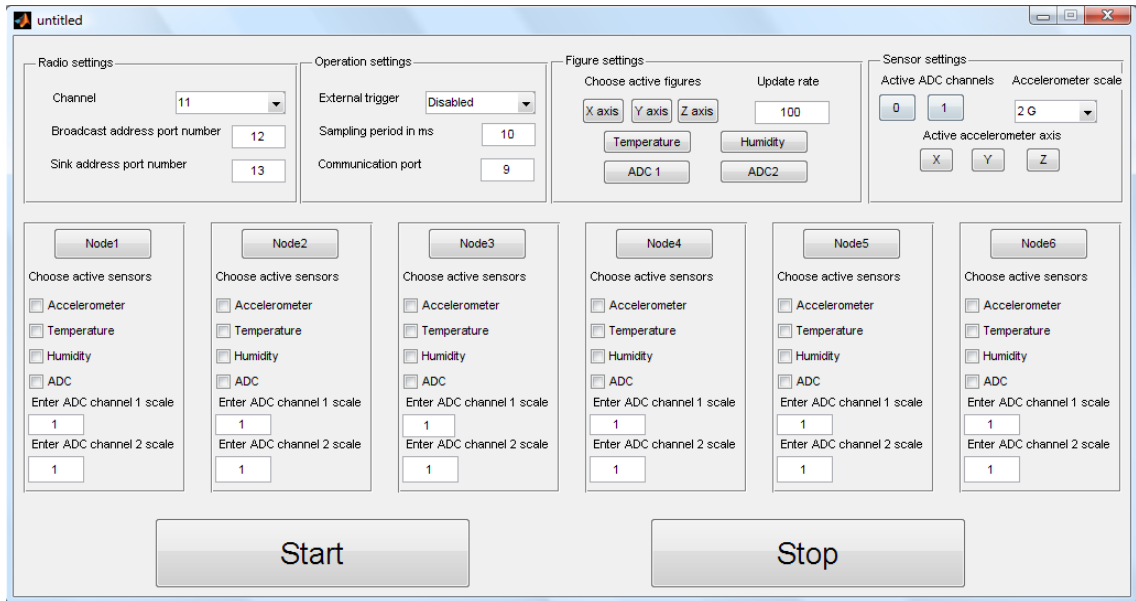 untitled
Radio settings
Channel 11
Broadcast address port number 12
Sink address port number 13
Operation settings
External trigger Disabled
Sampling period in ms 10
Communication port 9
Figure settings
Choose active figures Update rate
X axis Y axis Z axis 100
Temperature Humidity
ADC 1 ADC2
Sensor settings
Active ADC channels Accelerometer scale
0 1 2 G
Active accelerometer axis
X Y Z
Node1
Choose active sensors
Accelerometer
Temperature
Humidity
ADC
Enter ADC channel 1 scale
1
Enter ADC channel 2 scale
1
Node2
Choose active sensors
Accelerometer
Temperature
Humidity
ADC
Enter ADC channel 1 scale
1
Enter ADC channel 2 scale
1
Node3
Choose active sensors
Accelerometer
Temperature
Humidity
ADC
Enter ADC channel 1 scale
1
Enter ADC channel 2 scale
1
Node4
Choose active sensors
Accelerometer
Temperature
Humidity
ADC
Enter ADC channel 1 scale
1
Enter ADC channel 2 scale
1
Node5
Choose active sensors
Accelerometer
Temperature
Humidity
ADC
Enter ADC channel 1 scale
1
Enter ADC channel 2 scale
1
Node6
Choose active sensors
Accelerometer
Temperature
Humidity
ADC
Enter ADC channel 1 scale
1
Enter ADC channel 2 scale
1
Start
Stop